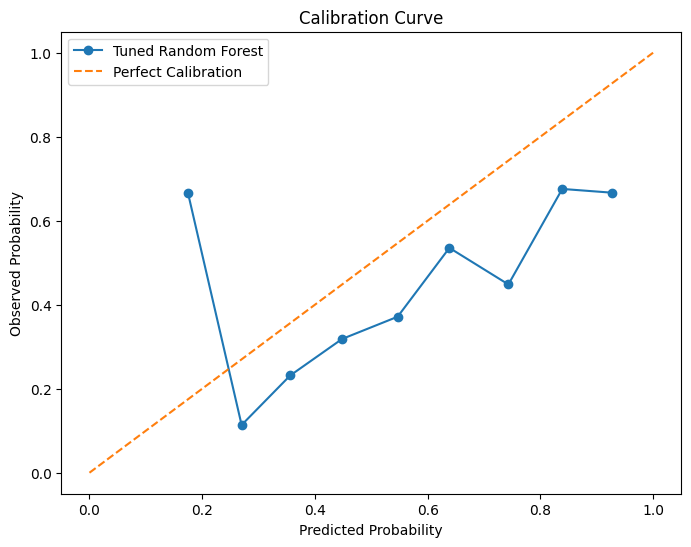 Calibration Curve
Tuned Random Forest
Perfect Calibration
1.0
0.8
0.6
0.4
0.2
0.0
Observed Probability
0.0 0.2 0.4 0.6 0.8 1.0
Predicted Probability